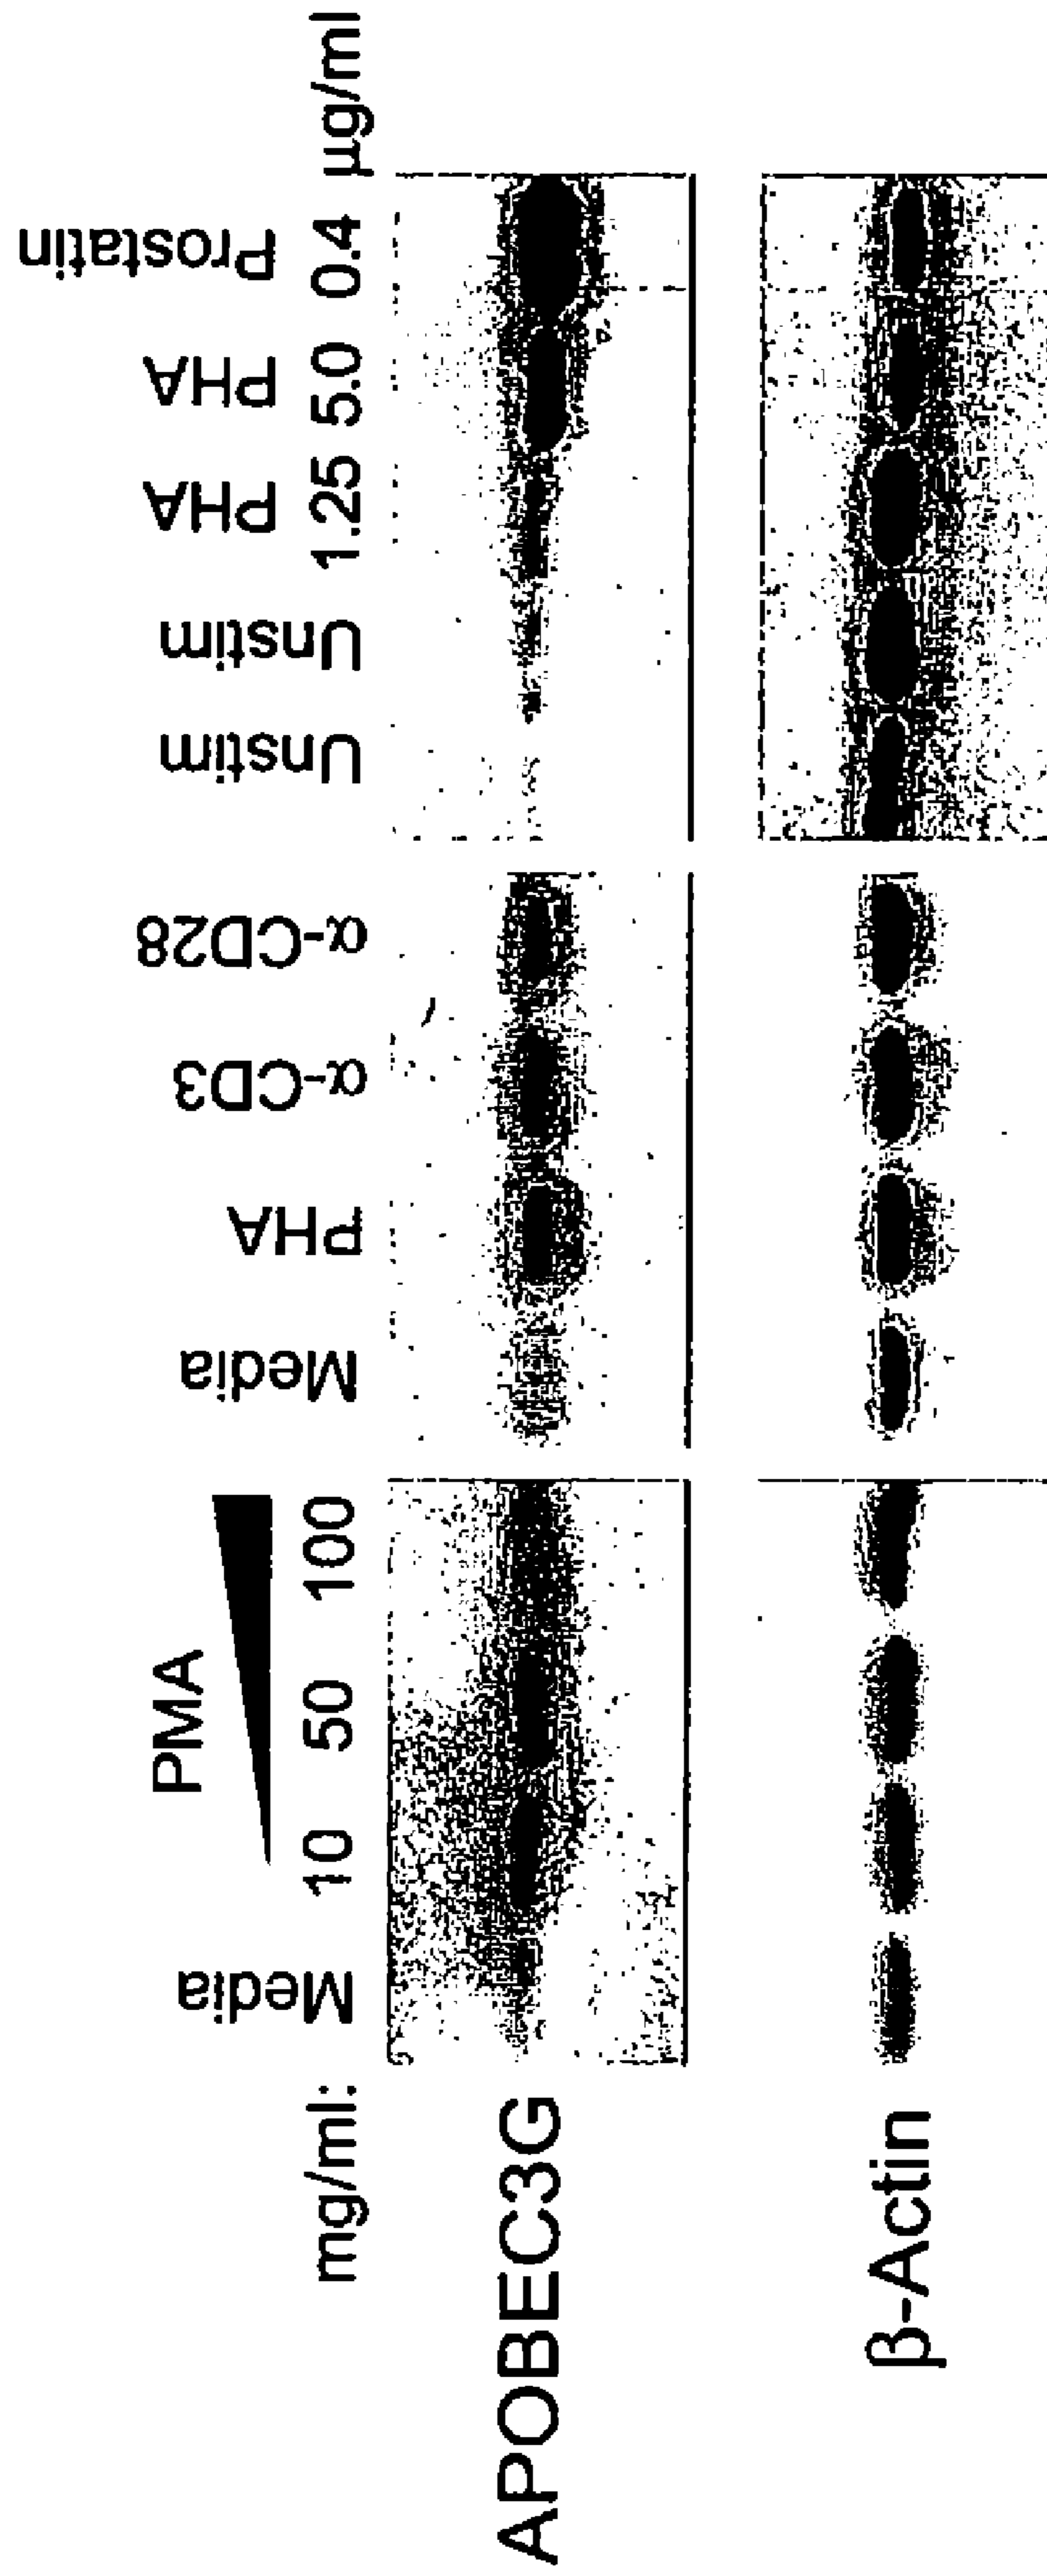 PMA
Media PHA α-CD3 α-CD28 Unstim Unstim PHA PHA Prostatin
mg/ml: Media 10 50 100 1.25 5.0 0.4 µg/ml
APOBEC3G
β-Actin